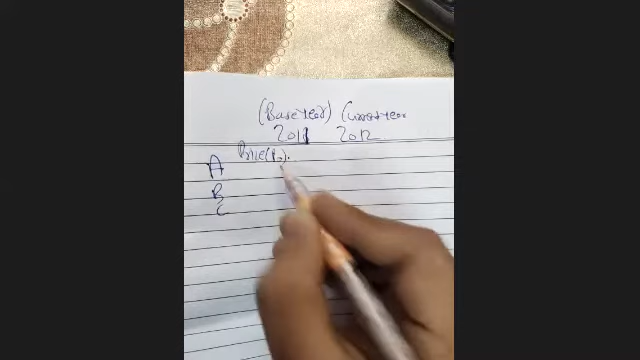 (Base Year) (Current Year
2011 2012
Price(P₀).
A
B
C